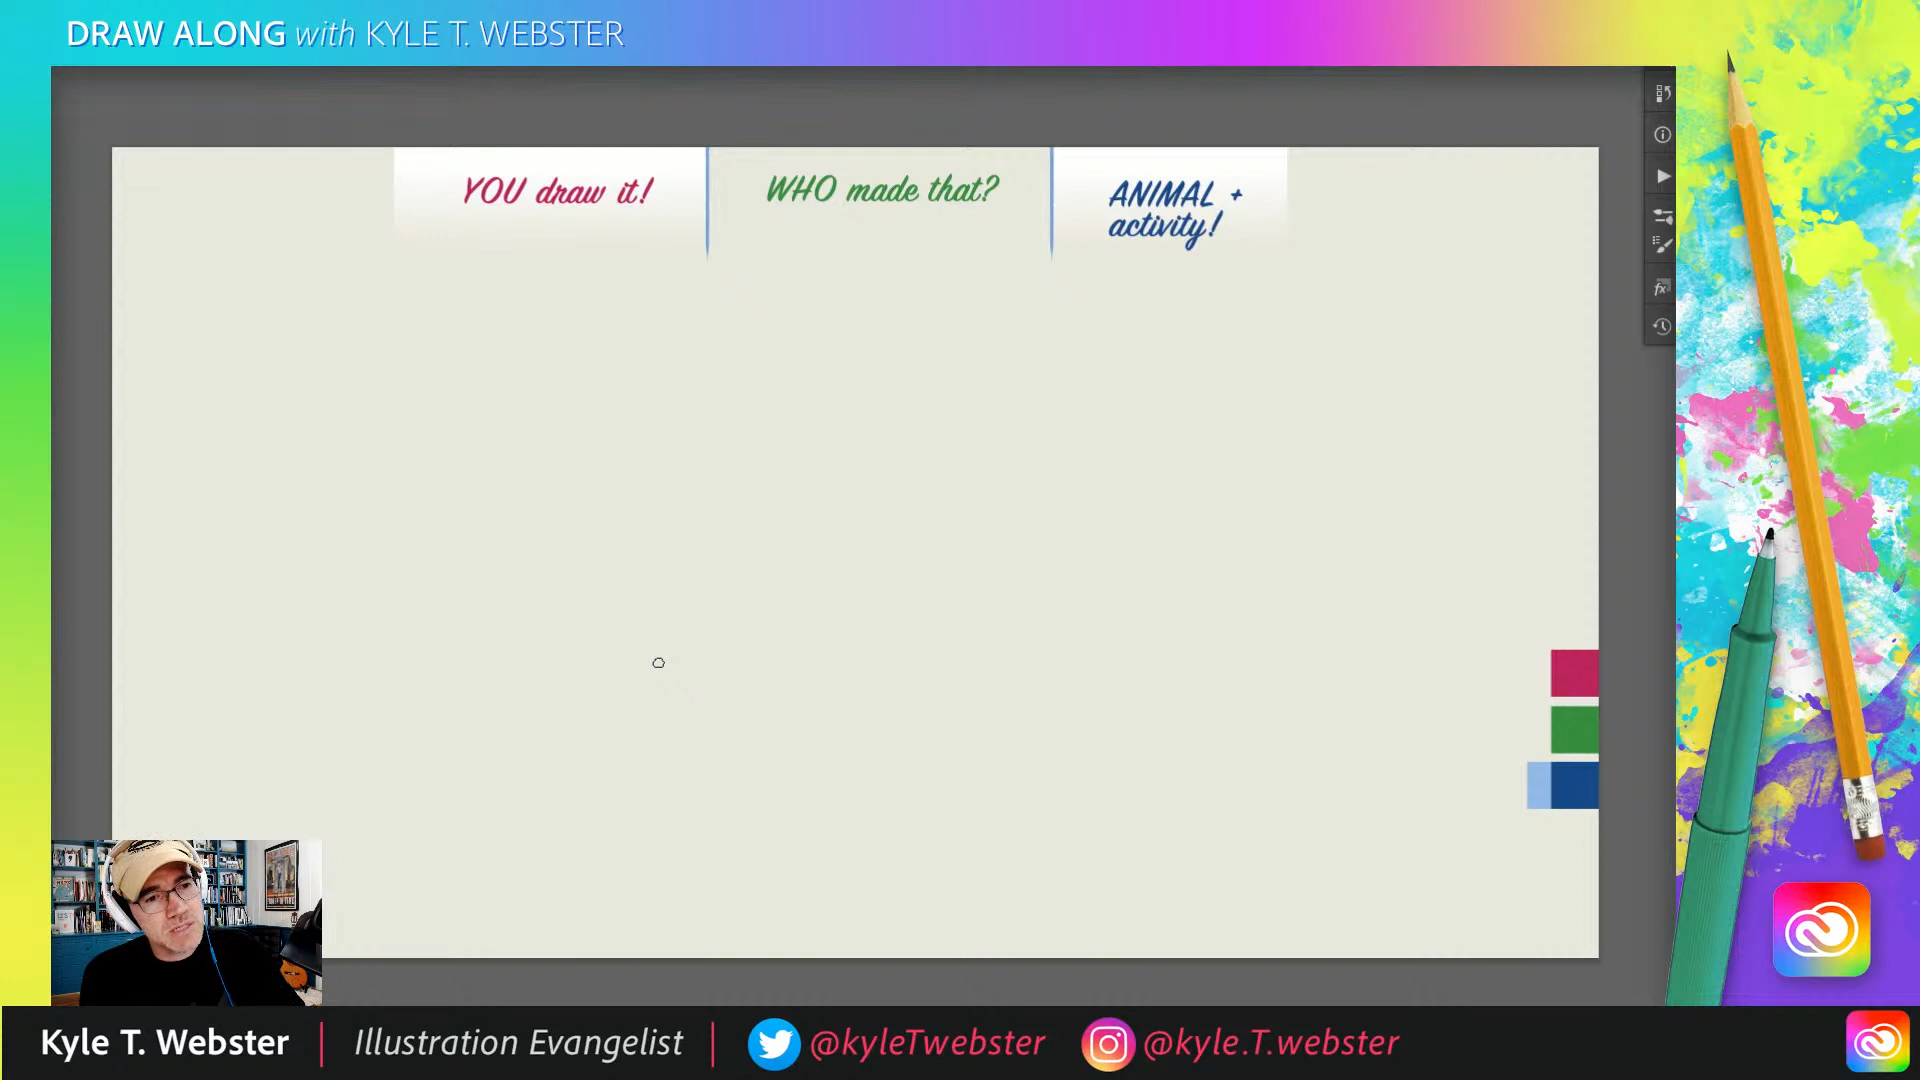 DRAW ALONG with KYLE T. WEBSTER
YOU draw it!
WHO made that?
ANIMAL +
activity!
fx
Kyle T. Webster | Illustration Evangelist | @kyleTwebster @kyle.T.webster